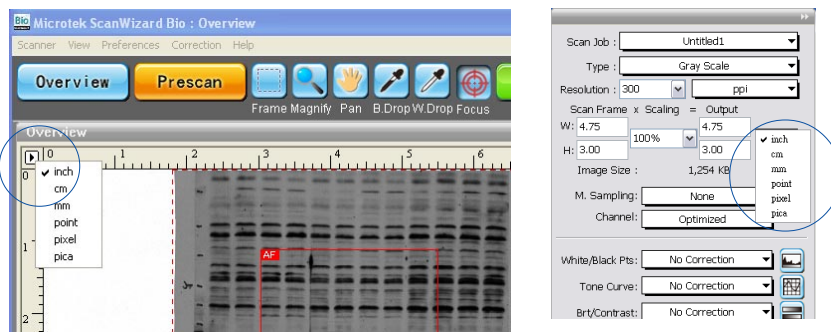 Bio Microtek ScanWizard Bio : Overview
Scanner View Preferences Correction Help
Overview Prescan
Frame Magnify Pan B.Drop W.Drop Focus
Overview
0 1 2 3 4 5 6
0
✔ inch
cm
mm
point
pixel
pica
1
2
AF
Scan Job : Untitled1
Type : Gray Scale
Resolution : 300 ppi
Scan Frame x Scaling = Output
W: 4.75 4.75
100%
H: 3.00 3.00
✔ inch
cm
mm
point
pixel
pica
Image Size : 1,254 KB
M. Sampling: None
Channel: Optimized
White/Black Pts: No Correction
Tone Curve: No Correction
Brt/Contrast: No Correction